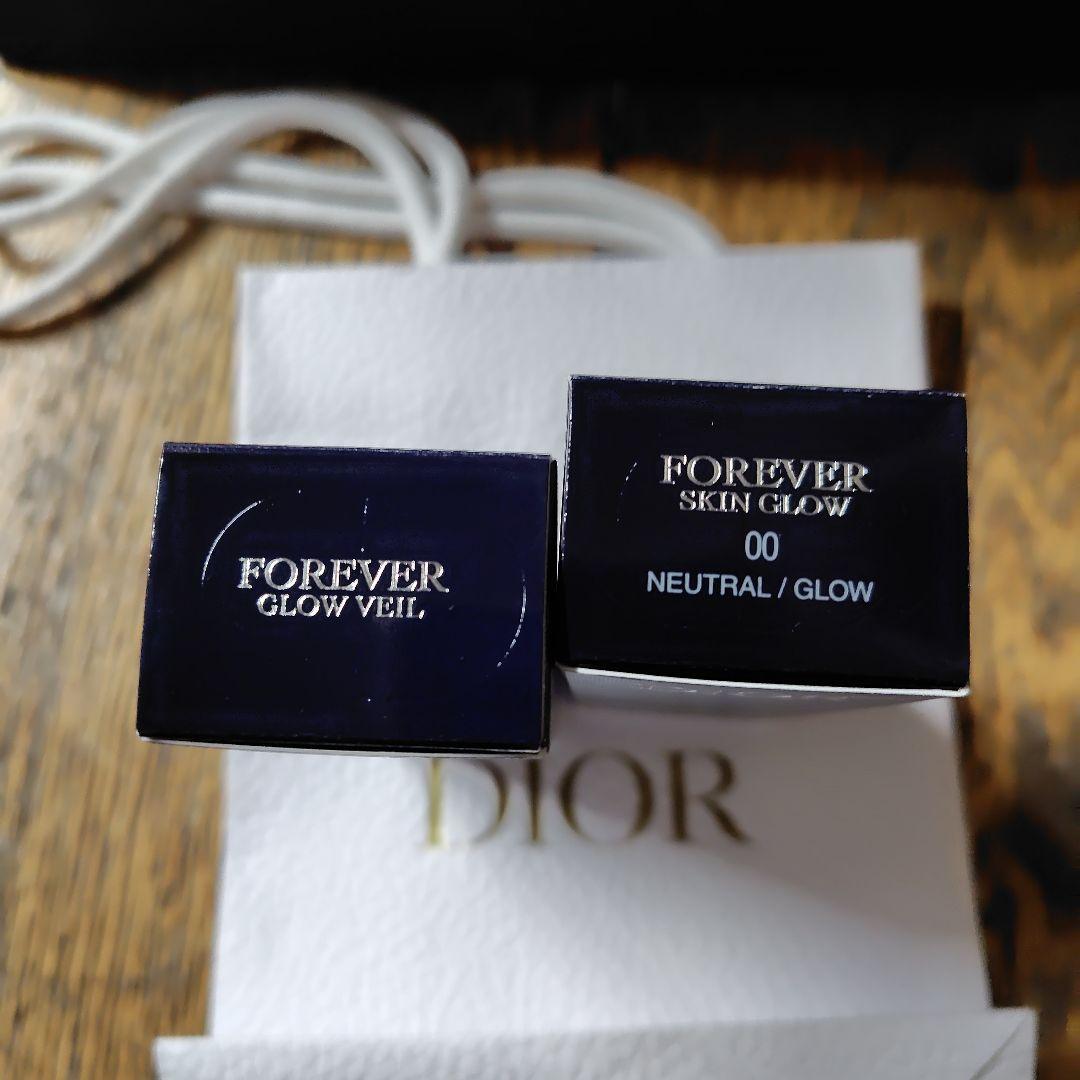 FOREVER
GLOW VEIL
FOREVER
SKIN GLOW
00
NEUTRAL / GLOW
DIOR